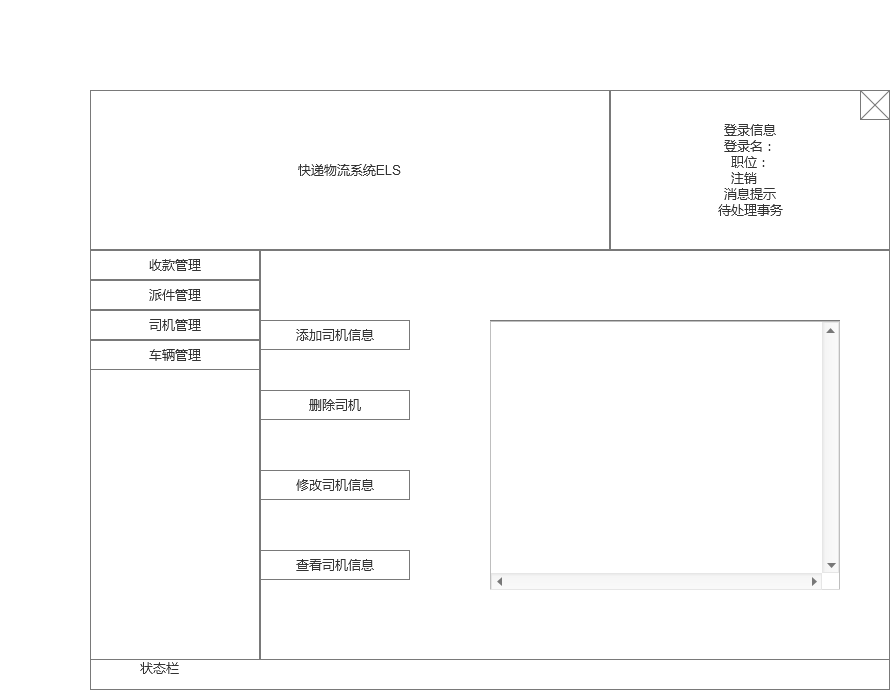 快递物流系统ELS
登录信息
登录名：
职位：
注销
消息提示
待处理事务
收款管理
派件管理
司机管理
车辆管理
添加司机信息
删除司机
修改司机信息
查看司机信息
状态栏